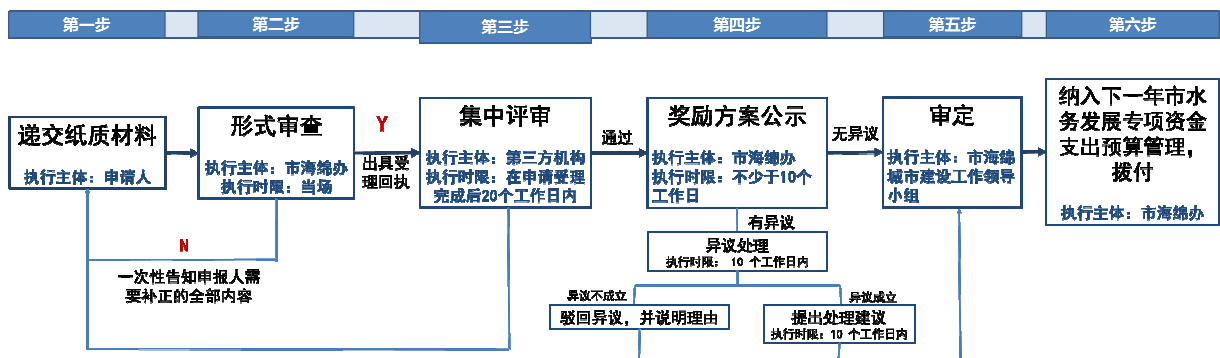 第一步
第二步
第三步
第四步
第五步
第六步
递交纸质材料
执行主体：申请人
形式审查
执行主体：市海绵办
执行时限：当场
Y
出具受
理回执
N
一次性告知申报人需
要补正的全部内容
集中评审
执行主体：第三方机构
执行时限：在申请受理
完成后20个工作日内
通过
奖励方案公示
执行主体：市海绵办
执行时限：不少于10个
工作日
有异议
异议处理
执行时限： 10 个工作日内
异议不成立
驳回异议，并说明理由
异议成立
提出处理建议
执行时限：10 个工作日内
无异议
审定
执行主体：市海绵
城市建设工作领导
小组
纳入下一年市水
务发展专项资金
支出预算管理，
拨付
执行主体：市海绵办